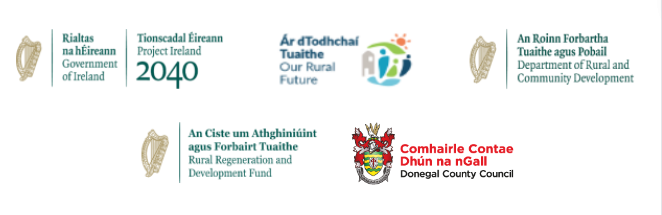 Rialtas
na hÉireann
Government
of Ireland
Tionscadal Éireann
Project Ireland
2040
Ár dTodhchaí
Tuaithe
Our Rural
Future
An Roinn Forbartha
Tuaithe agus Pobail
Department of Rural and
Community Development
An Ciste um Athghiniúint
agus Forbairt Tuaithe
Rural Regeneration and
Development Fund
Comhairle Contae
Dhún na nGall
Donegal County Council